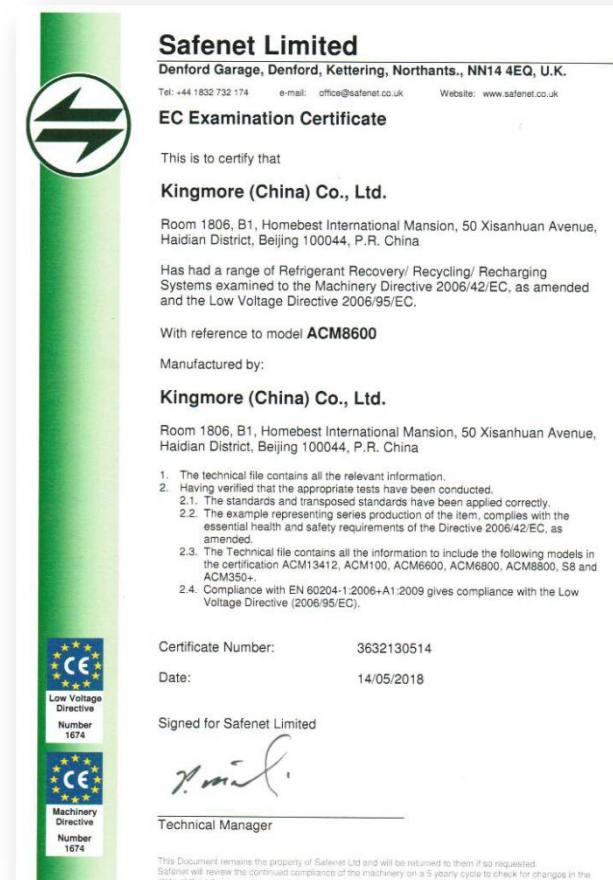 Safenet Limited
Denford Garage, Denford, Kettering, Northants., NN14 4EQ, U.K.
Tel: +44 1832 732 174 e-mail: office@safenet.co.uk Website: www.safenet.co.uk
EC Examination Certificate
This is to certify that
Kingmore (China) Co., Ltd.
Room 1806, B1, Homebest International Mansion, 50 Xisanhuan Avenue,
Haidian District, Beijing 100044, P.R. China
Has had a range of Refrigerant Recovery/ Recycling/ Recharging
Systems examined to the Machinery Directive 2006/42/EC, as amended
and the Low Voltage Directive 2006/95/EC.
With reference to model ACM8600
Manufactured by:
Kingmore (China) Co., Ltd.
Room 1806, B1, Homebest International Mansion, 50 Xisanhuan Avenue,
Haidian District, Beijing 100044, P.R. China
1. The technical file contains all the relevant information.
2. Having verified that the appropriate tests have been conducted.
2.1. The standards and transposed standards have been applied correctly.
2.2. The example representing series production of the item, complies with the
essential health and safety requirements of the Directive 2006/42/EC, as
amended.
2.3. The Technical file contains all the information to include the following models in
the certification ACM13412, ACM100, ACM6600, ACM6800, ACM8800, S8 and
ACM350+.
2.4. Compliance with EN 60204-1:2006+A1:2009 gives compliance with the Low
Voltage Directive (2006/95/EC).
Certificate Number: 3632130514
Date: 14/05/2018
Signed for Safenet Limited
Technical Manager
CE
Low Voltage
Directive
Number
1674
CE
Machinery
Directive
Number
1674
This Document remains the property of Safenet Ltd and will be returned to them if so requested.
Safenet will review the continued compliance of the machinery on a 5 yearly cycle to check for changes in the